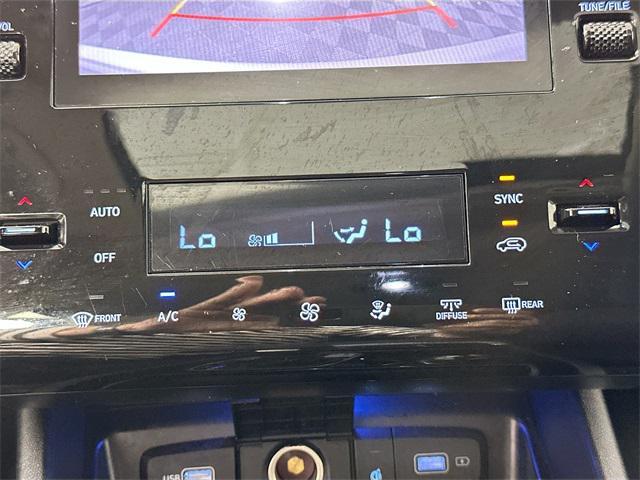 VOL
TUNE/FILE
AUTO
SYNC
Lo
Lo
OFF
FRONT
A/C
DIFFUSE
REAR
USB